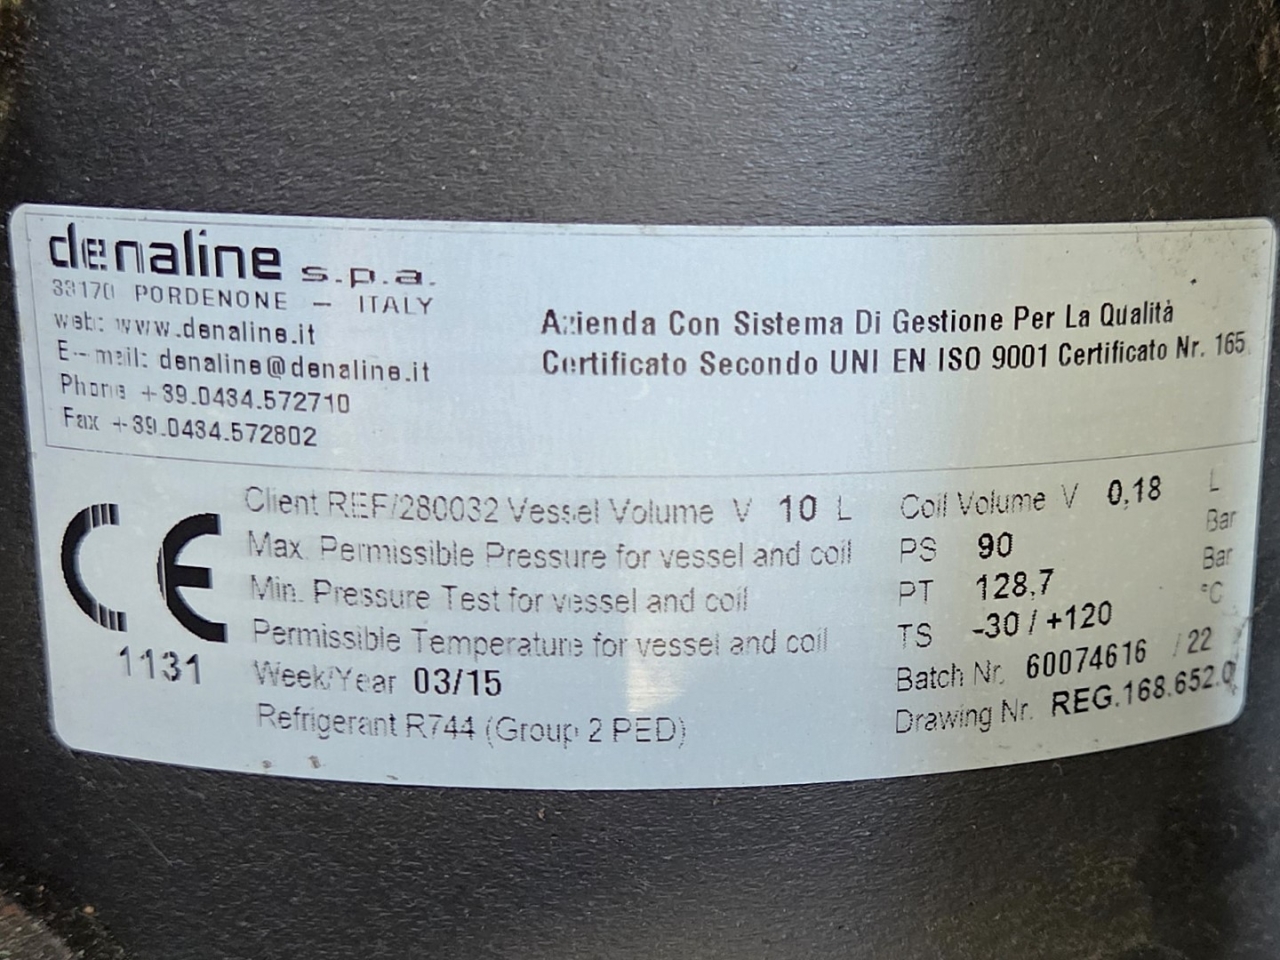 denaline s.p.a.
33170 PORDENONE – ITALY
web: www.denaline.it
E-mail: denaline@denaline.it
Phone +39.0434.572710
Fax +39.0434.572802
Azienda Con Sistema Di Gestione Per La Qualità
Certificato Secondo UNI EN ISO 9001 Certificato Nr. 165
CE
1131
Client REF/280032 Vessel Volume V 10 L Coil Volume V 0,18 L
Max. Permissible Pressure for vessel and coil PS 90 Bar
Min. Pressure Test for vessel and coil PT 128,7 Bar
Permissible Temperature for vessel and coil TS -30 / +120 °C
Week/Year 03/15 Batch Nr. 60074616 / 22
Refrigerant R744 (Group 2 PED) Drawing Nr. REG.168.652.0